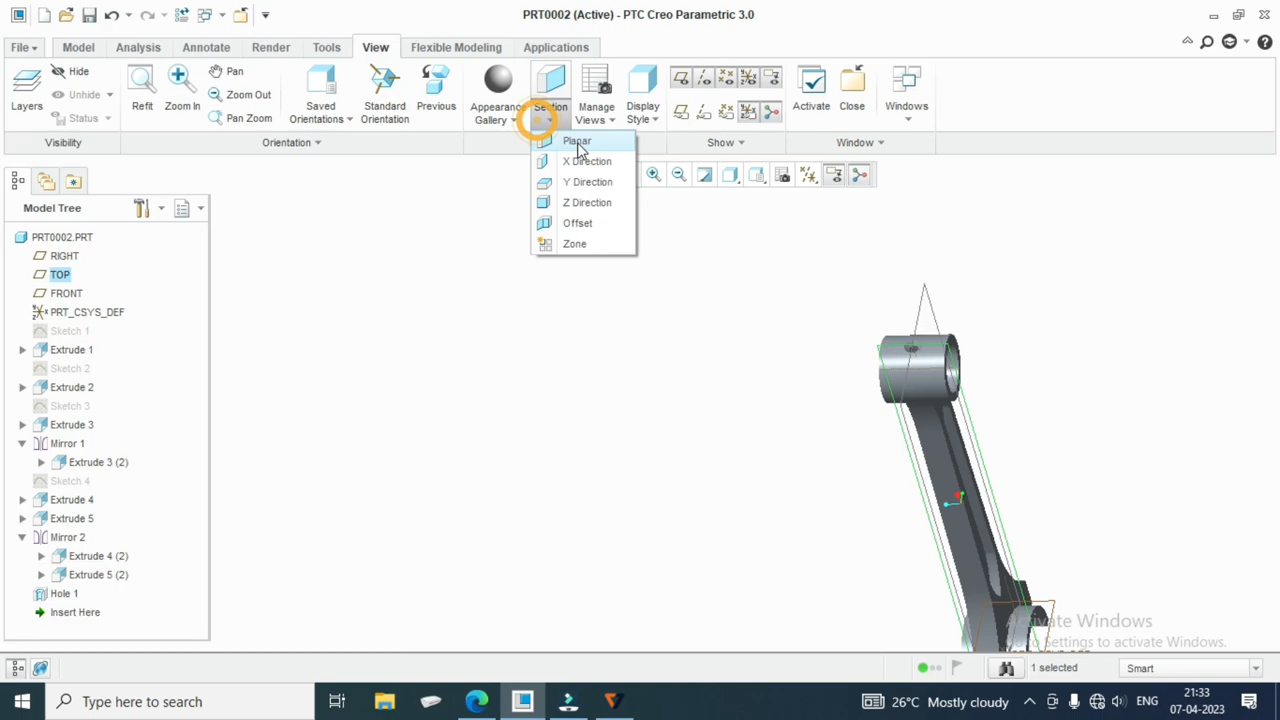 PRT0002 (Active) - PTC Creo Parametric 3.0
File Model Analysis Annotate Render Tools View Flexible Modeling Applications
Layers
Hide
Unhide
Status
Visibility
Refit
Zoom In
Pan
Zoom Out
Pan Zoom
Saved Orientations
Standard Orientation
Previous
Orientation
Appearance Gallery
Section
Manage Views
Display Style
Show
Activate
Close
Windows
Window
Planar
X Direction
Y Direction
Z Direction
Offset
Zone
Model Tree
PRT0002.PRT
RIGHT
TOP
FRONT
PRT_CSYS_DEF
Sketch 1
Extrude 1
Sketch 2
Extrude 2
Sketch 3
Extrude 3
Mirror 1
Extrude 3 (2)
Sketch 4
Extrude 4
Extrude 5
Mirror 2
Extrude 4 (2)
Extrude 5 (2)
Hole 1
Insert Here
Activate Windows
Go to Settings to activate Windows.
1 selected
Smart
Type here to search
26°C Mostly cloudy
ENG
21:33
07-04-2023